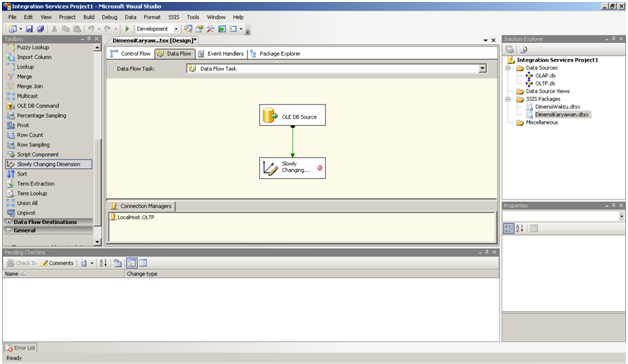 Integration Services Project1 - Microsoft Visual Studio
File Edit View Project Build Debug Data Format SSIS Tools Window Help
Development
Toolbox
Fuzzy Lookup
Import Column
Lookup
Merge
Merge Join
Multicast
OLE DB Command
Percentage Sampling
Pivot
Row Count
Row Sampling
Script Component
Slowly Changing Dimension
Sort
Term Extraction
Term Lookup
Union All
Unpivot
Data Flow Destinations
General
DimensiKaryaw...tsx [Design]*
Control Flow Data Flow Event Handlers Package Explorer
Data Flow Task: Data Flow Task
OLE DB Source
Slowly
Changing...
Connection Managers
LocalHost.OLTP
Solution Explorer
Integration Services Project1
Data Sources
OLAP.ds
OLTP.ds
Data Source Views
SSIS Packages
DimensiWaktu.dtsx
DimensiKaryawan.dtsx
Miscellaneous
Properties
Pending Checkins
Check In Comments
Name Change type
Error List
Ready